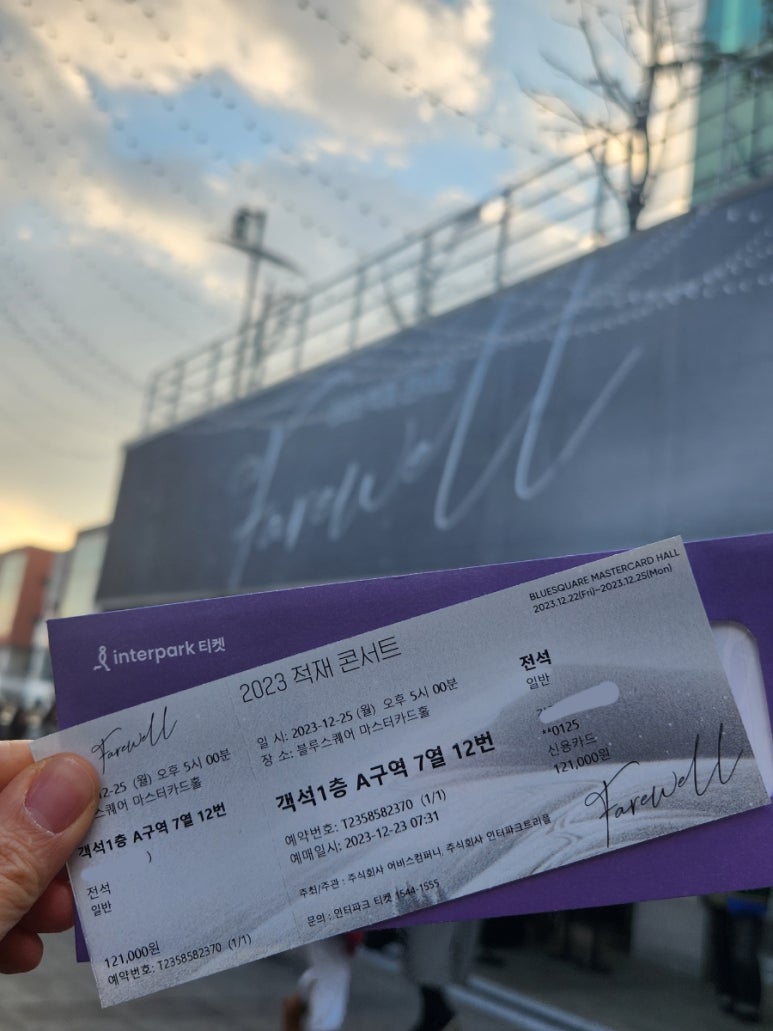 Farewell
interpark 티켓
BLUESQUARE MASTERCARD HALL
2023.12.22(Fri)~2023.12.25(Mon)
2023 적재 콘서트
일 시: 2023-12-25 (월) 오후 5시 00분
장 소: 블루스퀘어 마스터카드홀
객석1층 A구역 7열 12번
예약번호: T2358582370 (1/1)
예매일시: 2023-12-23 07:31
주최/주관 : 주식회사 어비스컴퍼니, 주식회사 인터파크트리플
문의 : 인터파크 티켓 1544-1555
전석
일반
**0125
신용카드
121,000원
Farewell
Farewell
-25 (월) 오후 5시 00분
스퀘어 마스터카드홀
객석1층 A구역 7열 12번
)
전석
일반
121,000원
예약번호: T2358582370 (1/1)